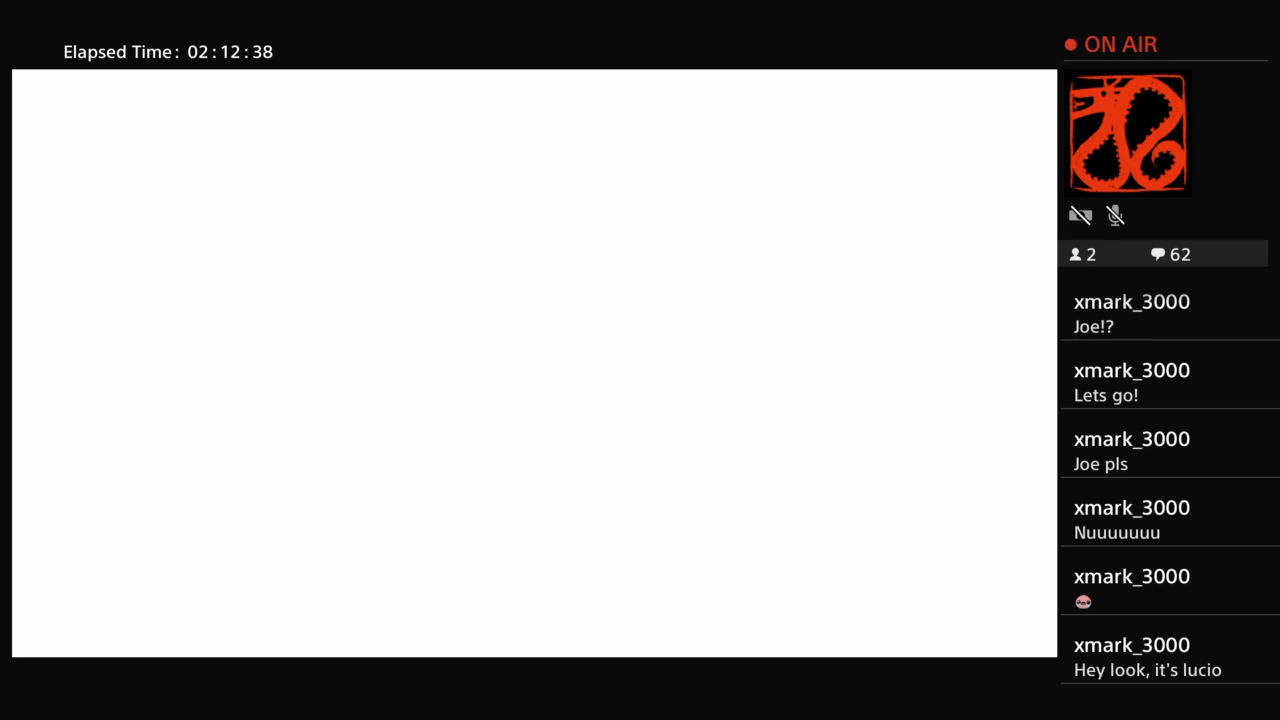 Elapsed Time: 02:12:38
ON AIR
2 62
xmark_3000
Joe!?
xmark_3000
Lets go!
xmark_3000
Joe pls
xmark_3000
Nuuuuuuu
xmark_3000
xmark_3000
Hey look, it's lucio